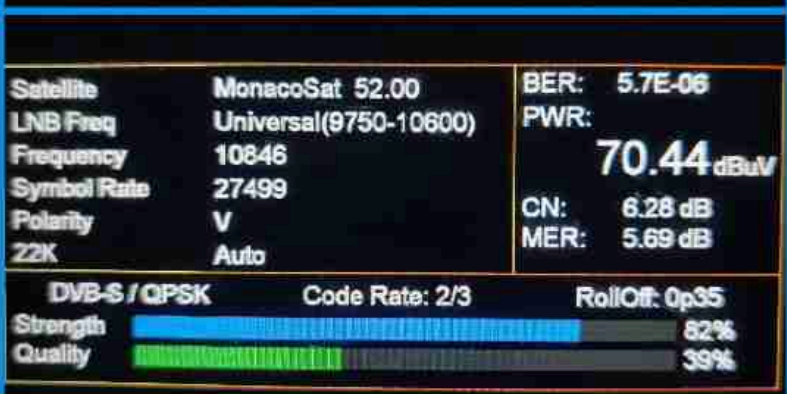 Satellite MonacoSat 52.00
LNB Freq Universal(9750-10600)
Frequency 10846
Symbol Rate 27499
Polarity V
22K Auto
BER: 5.7E-06
PWR:
70.44 dBuV
CN: 6.28 dB
MER: 5.69 dB
DVB-S / QPSK Code Rate: 2/3 RollOff: 0p35
Strength 82%
Quality 39%